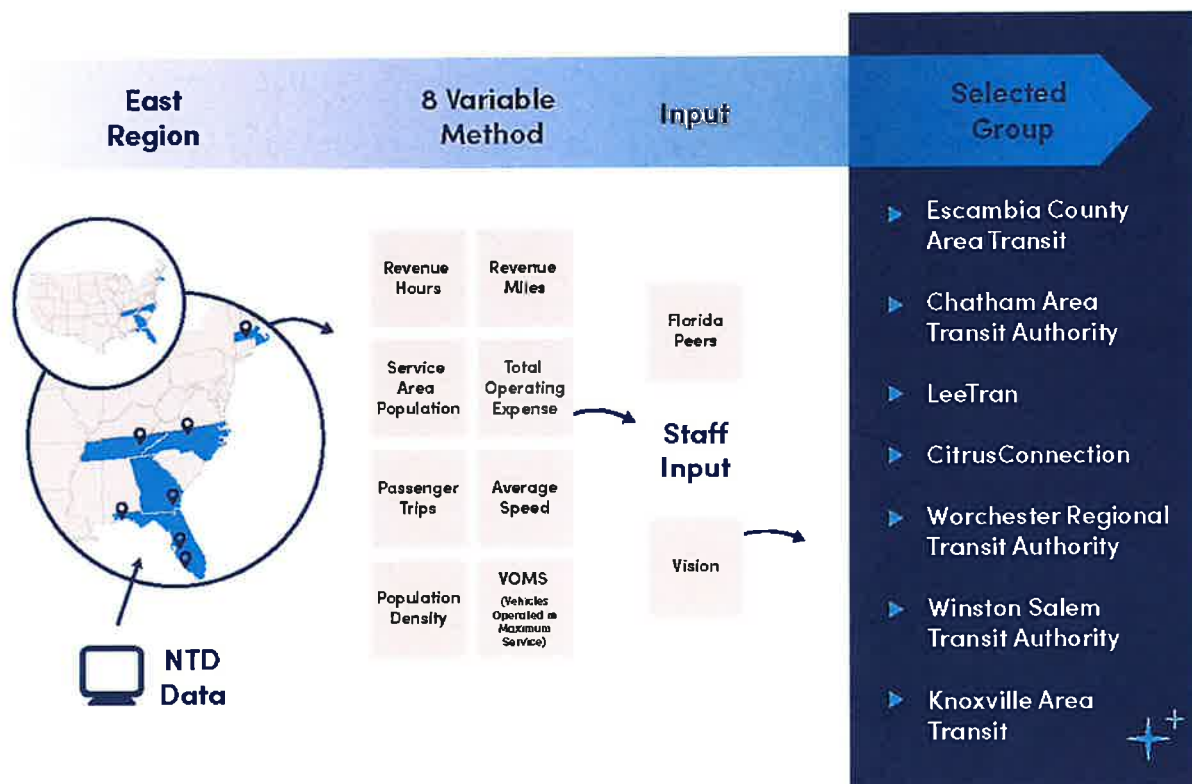 East
Region
8 Variable
Method
Input
Selected
Group
Revenue
Hours
Revenue
Miles
Service
Area
Population
Total
Operating
Expense
Passenger
Trips
Average
Speed
Population
Density
VOMS
(Vehicles
Operated in
Maximum
Service)
NTD
Data
Florida
Peers
Staff
Input
Vision
Escambia County
Area Transit
Chatham Area
Transit Authority
LeeTran
CitrusConnection
Worchester Regional
Transit Authority
Winston Salem
Transit Authority
Knoxville Area
Transit